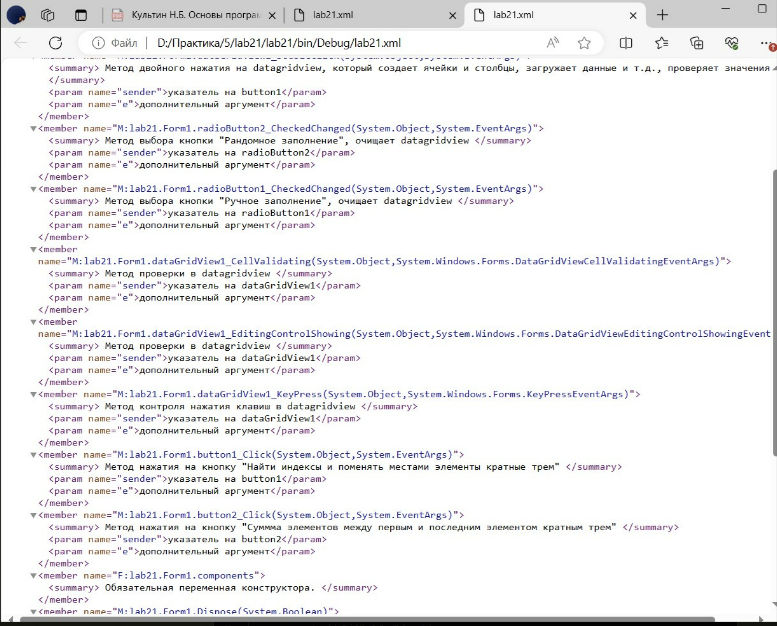 Культин Н.Б. Основы програм
lab21.xml
lab21.xml
Файл
D:/Практика/5/lab21/lab21/bin/Debug/lab21.xml
<summary> Метод двойного нажатия на datagridview, который создает ячейки и столбцы, загружает данные и т.д., проверяет значения
</summary>
<param name="sender">указатель на button1</param>
<param name="e">дополнительный аргумент</param>
</member>
▼<member name="M:lab21.Form1.radioButton2_CheckedChanged(System.Object,System.EventArgs)">
<summary> Метод выбора кнопки "Рандомное заполнение", очищает datagridview </summary>
<param name="sender">указатель на radioButton2</param>
<param name="e">дополнительный аргумент</param>
</member>
▼<member name="M:lab21.Form1.radioButton1_CheckedChanged(System.Object,System.EventArgs)">
<summary> Метод выбора кнопки "Ручное заполнение", очищает datagridview </summary>
<param name="sender">указатель на radioButton1</param>
<param name="e">дополнительный аргумент</param>
</member>
▼<member
name="M:lab21.Form1.dataGridView1_CellValidating(System.Object,System.Windows.Forms.DataGridViewCellValidatingEventArgs)">
<summary> Метод проверки в datagridview </summary>
<param name="sender">указатель на dataGridView1</param>
<param name="e">дополнительный аргумент</param>
</member>
▼<member
name="M:lab21.Form1.dataGridView1_EditingControlShowing(System.Object,System.Windows.Forms.DataGridViewEditingControlShowingEvent
<summary> Метод проверки в datagridview </summary>
<param name="sender">указатель на dataGridView1</param>
<param name="e">дополнительный аргумент</param>
</member>
▼<member name="M:lab21.Form1.dataGridView1_KeyPress(System.Object,System.Windows.Forms.KeyPressEventArgs)">
<summary> Метод контроля нажатия клавиш в datagridview </summary>
<param name="sender">указатель на dataGridView1</param>
<param name="e">дополнительный аргумент</param>
</member>
▼<member name="M:lab21.Form1.button1_Click(System.Object,System.EventArgs)">
<summary> Метод нажатия на кнопку "Найти индексы и поменять местами элементы кратные трем" </summary>
<param name="sender">указатель на button1</param>
<param name="e">дополнительный аргумент</param>
</member>
▼<member name="M:lab21.Form1.button2_Click(System.Object,System.EventArgs)">
<summary> Метод нажатия на кнопку "Суммма элементов между первым и последним элементом кратным трем" </summary>
<param name="sender">указатель на button2</param>
<param name="e">дополнительный аргумент</param>
</member>
▼<member name="F:lab21.Form1.components">
<summary> Обязательная переменная конструктора. </summary>
</member>
▼<member name="M:lab21.Form1.Dispose(System.Boolean)">